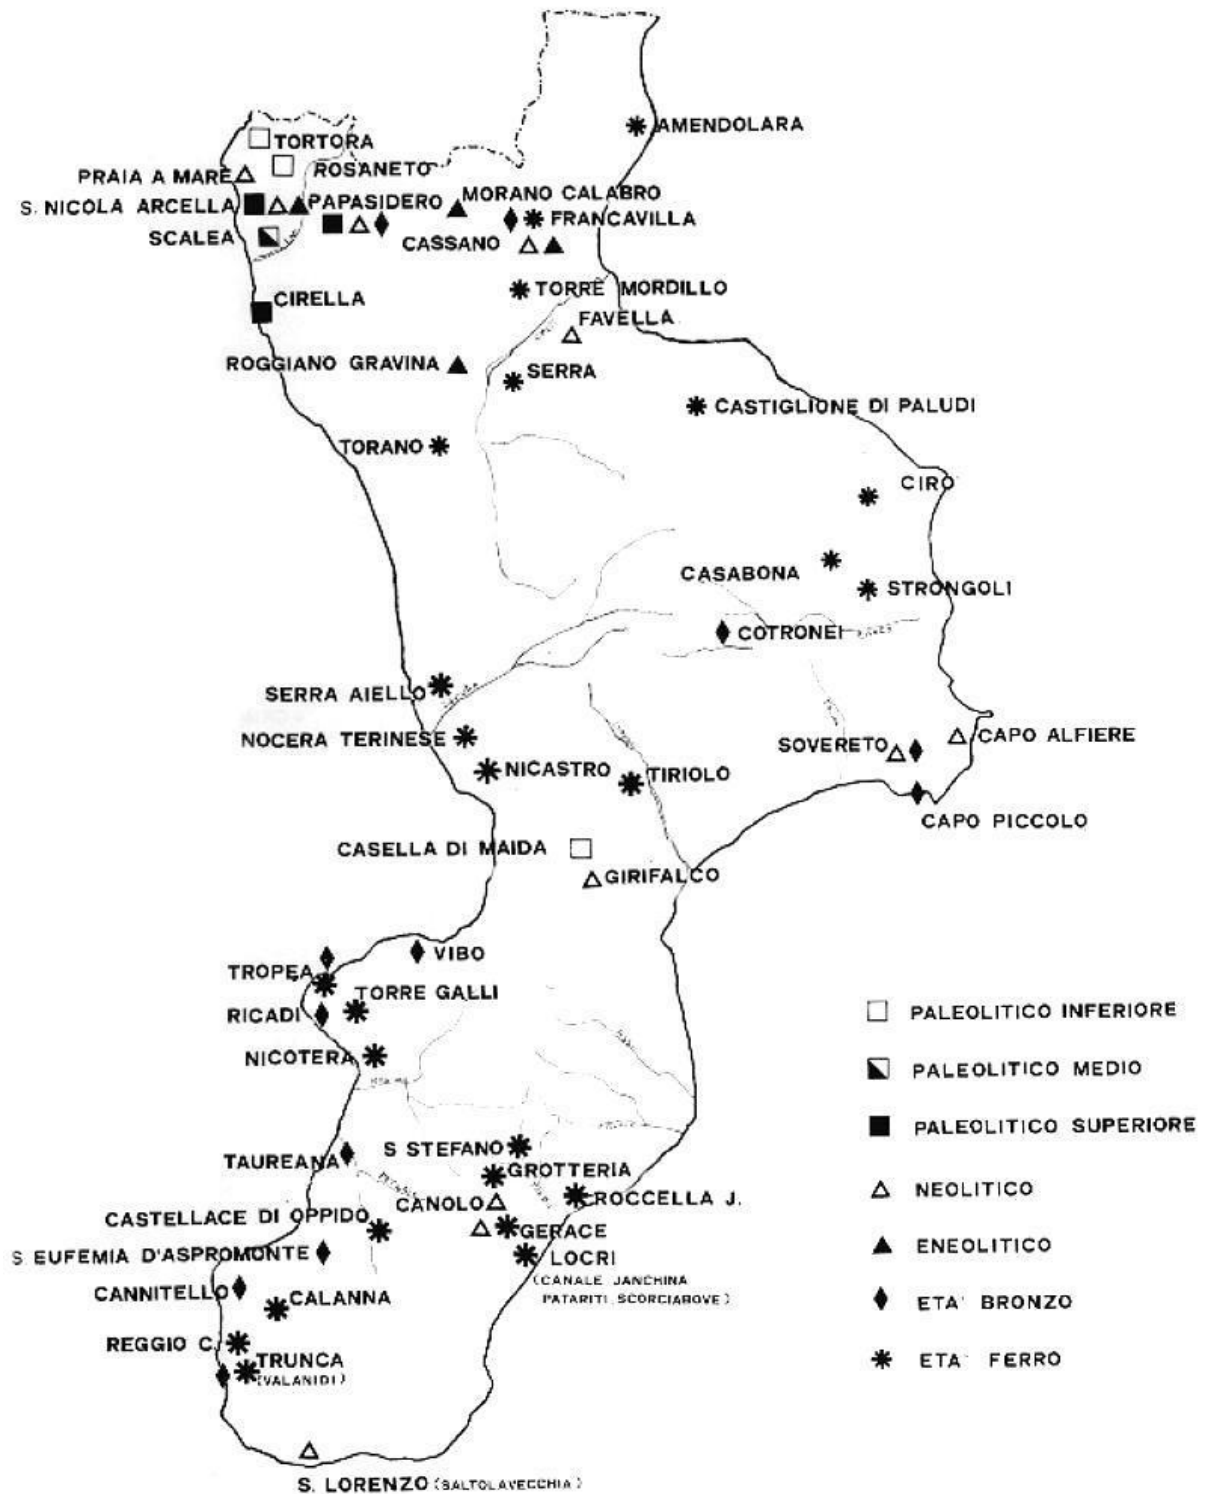 AMENDOLARA
TORTORA
ROSANETO
PRAIA A MARE
MORANO CALABRO
S. NICOLA ARCELLA
PAPASIDERO
FRANCAVILLA
SCALEA
CASSANO
TORRE MORDILLO
CIRELLA
FAVELLA
ROGGIANO GRAVINA
SERRA
CASTIGLIONE DI PALUDI
TORANO
CIRO'
CASABONA
STRONGOLI
COTRONEI
SERRA AIELLO
NOCERA TERINESE
SOVERETO
CAPO ALFIERE
NICASTRO
TIRIOLO
CAPO PICCOLO
CASELLA DI MAIDA
GIRIFALCO
VIBO
TROPEA
TORRE GALLI
RICADI
NICOTERA
PALEOLITICO INFERIORE
PALEOLITICO MEDIO
PALEOLITICO SUPERIORE
NEOLITICO
ENEOLITICO
ETA' BRONZO
ETA' FERRO
S STEFANO
TAUREANA
GROTTERIA
CANOLO
ROCCELLA J.
CASTELLACE DI OPPIDO
GERACE
S. EUFEMIA D'ASPROMONTE
LOCRI
(CANALE JANCHINA
PATARITI, SCORCIABOVE)
CANNITELLO
CALANNA
REGGIO C.
TRUNCA
(VALANIDI)
S. LORENZO (SALTOLAVECCHIA)